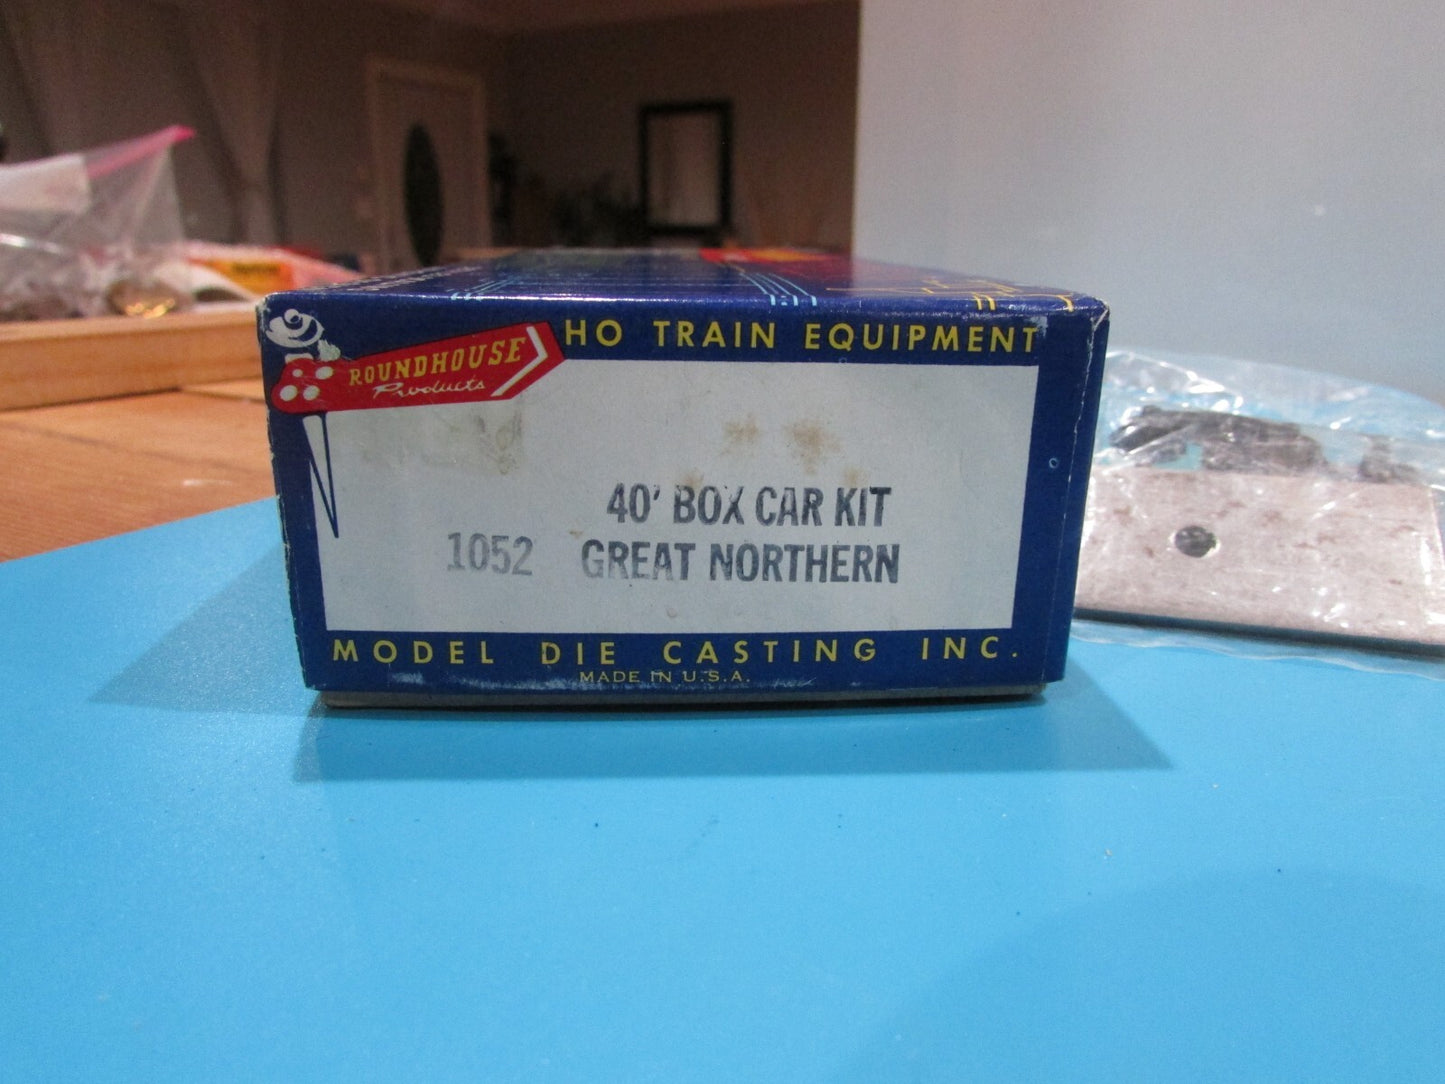 HO TRAIN EQUIPMENT
ROUNDHOUSE
Products
40' BOX CAR KIT
1052 GREAT NORTHERN
MODEL DIE CASTING INC.
MADE IN U.S.A.